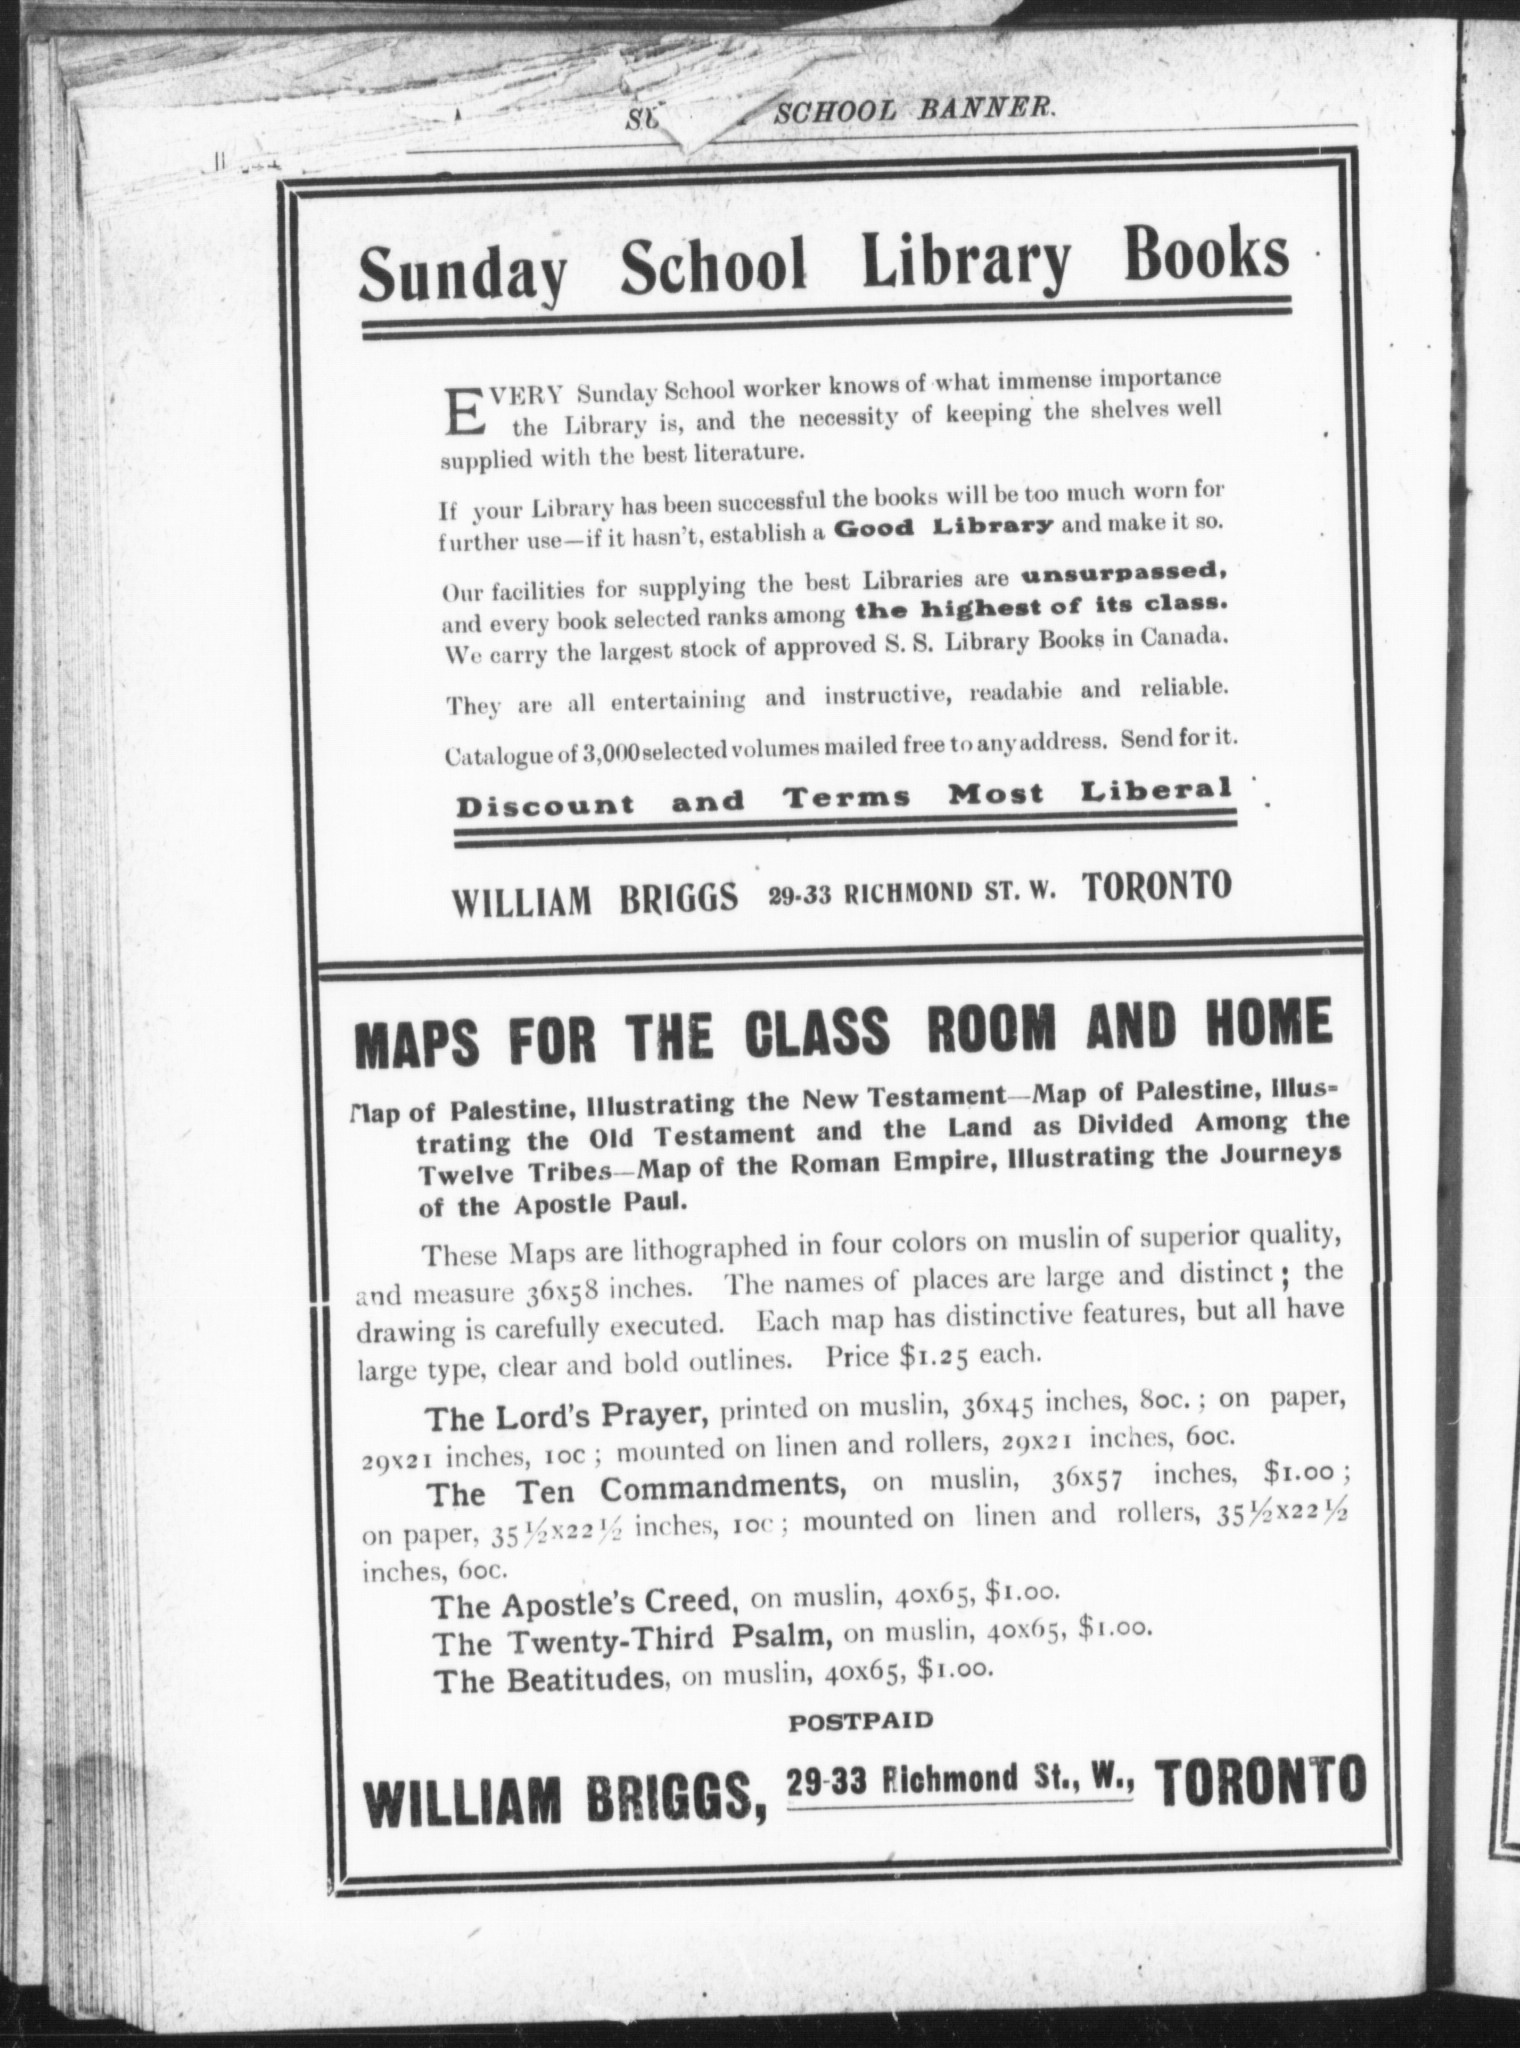 SCHOOL BANNER.
Sunday School Library Books
EVERY Sunday School worker knows of what immense importance
the Library is, and the necessity of keeping the shelves well
supplied with the best literature.
If your Library has been successful the books will be too much worn for
further use—if it hasn't, establish a Good Library and make it so.
Our facilities for supplying the best Libraries are unsurpassed,
and every book selected ranks among the highest of its class.
We carry the largest stock of approved S. S. Library Books in Canada.
They are all entertaining and instructive, readable and reliable.
Catalogue of 3,000 selected volumes mailed free to any address. Send for it.
Discount and Terms Most Liberal
WILLIAM BRIGGS 29-33 RICHMOND ST. W. TORONTO
MAPS FOR THE CLASS ROOM AND HOME
Map of Palestine, Illustrating the New Testament—Map of Palestine, Illus-
trating the Old Testament and the Land as Divided Among the
Twelve Tribes—Map of the Roman Empire, Illustrating the Journeys
of the Apostle Paul.
These Maps are lithographed in four colors on muslin of superior quality,
and measure 36x58 inches. The names of places are large and distinct; the
drawing is carefully executed. Each map has distinctive features, but all have
large type, clear and bold outlines. Price $1.25 each.
The Lord's Prayer, printed on muslin, 36x45 inches, 80c.; on paper,
29x21 inches, 10c; mounted on linen and rollers, 29x21 inches, 60c.
The Ten Commandments, on muslin, 36x57 inches, $1.00;
on paper, 35½x22½ inches, 10c; mounted on linen and rollers, 35½x22½
inches, 60c.
The Apostle's Creed, on muslin, 40x65, $1.00.
The Twenty-Third Psalm, on muslin, 40x65, $1.00.
The Beatitudes, on muslin, 40x65, $1.00.
POSTPAID
WILLIAM BRIGGS, 29-33 Richmond St., W., TORONTO